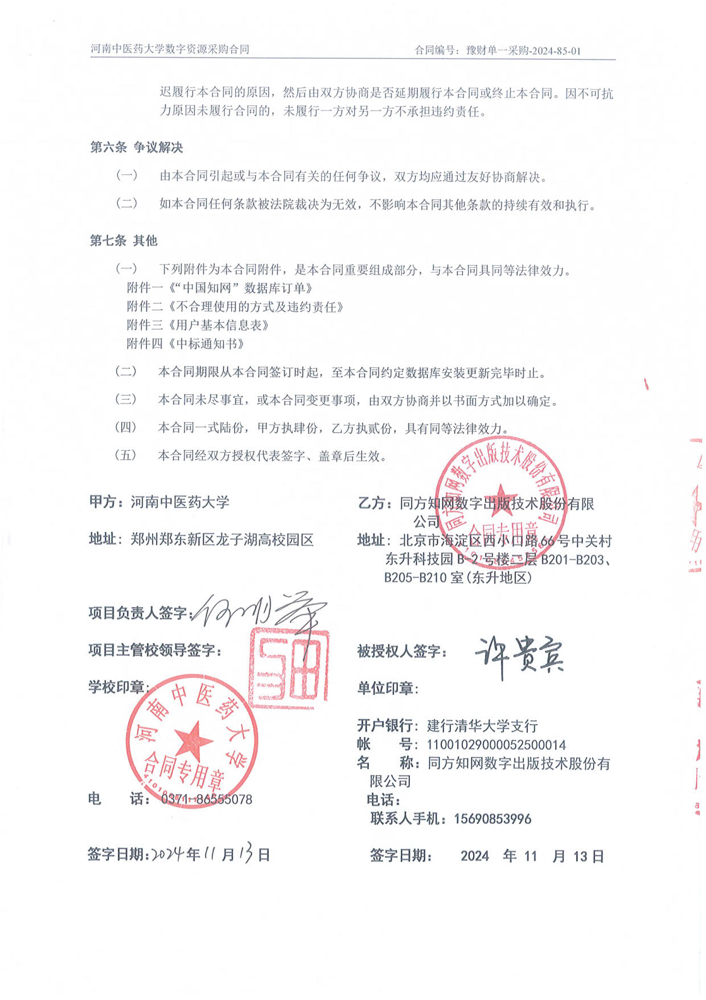 河南中医药大学数字资源采购合同 合同编号：豫财单一采购-2024-85-01
迟履行本合同的原因，然后由双方协商是否延期履行本合同或终止本合同。因不可抗
力原因未履行合同的，未履行一方对另一方不承担违约责任。
第六条 争议解决
（一） 由本合同引起或与本合同有关的任何争议，双方均应通过友好协商解决。
（二） 如本合同任何条款被法院裁决为无效，不影响本合同其他条款的持续有效和执行。
第七条 其他
（一） 下列附件为本合同附件，是本合同重要组成部分，与本合同具同等法律效力。
附件一《“中国知网”数据库订单》
附件二《不合理使用的方式及违约责任》
附件三《用户基本信息表》
附件四《中标通知书》
（二） 本合同期限从本合同签订时起，至本合同约定数据库安装更新完毕时止。
（三） 本合同未尽事宜，或本合同变更事项，由双方协商并以书面方式加以确定。
（四） 本合同一式陆份，甲方执肆份，乙方执贰份，具有同等法律效力。
（五） 本合同经双方授权代表签字、盖章后生效。
同方知网数字出版技术股份有限公司
合同专用章
甲方：河南中医药大学 乙方：同方知网数字出版技术股份有限
公司
地址：郑州郑东新区龙子湖高校园区 地址：北京市海淀区西小口路 66 号中关村
东升科技园 B-2 号楼二层 B201-B203、
B205-B210 室(东升地区)
项目负责人签字：
项目主管校领导签字： 被授权人签字： 许贵宾
学校印章： 单位印章：
河南中医药大学
合同专用章
开户银行：建行清华大学支行
帐 号：11001029000052500014
名 称：同方知网数字出版技术股份有
限公司
电 话： 0371-86555078 电话：
联系人手机：15690853996
签字日期：2024年11月13日 签字日期： 2024 年 11 月 13 日